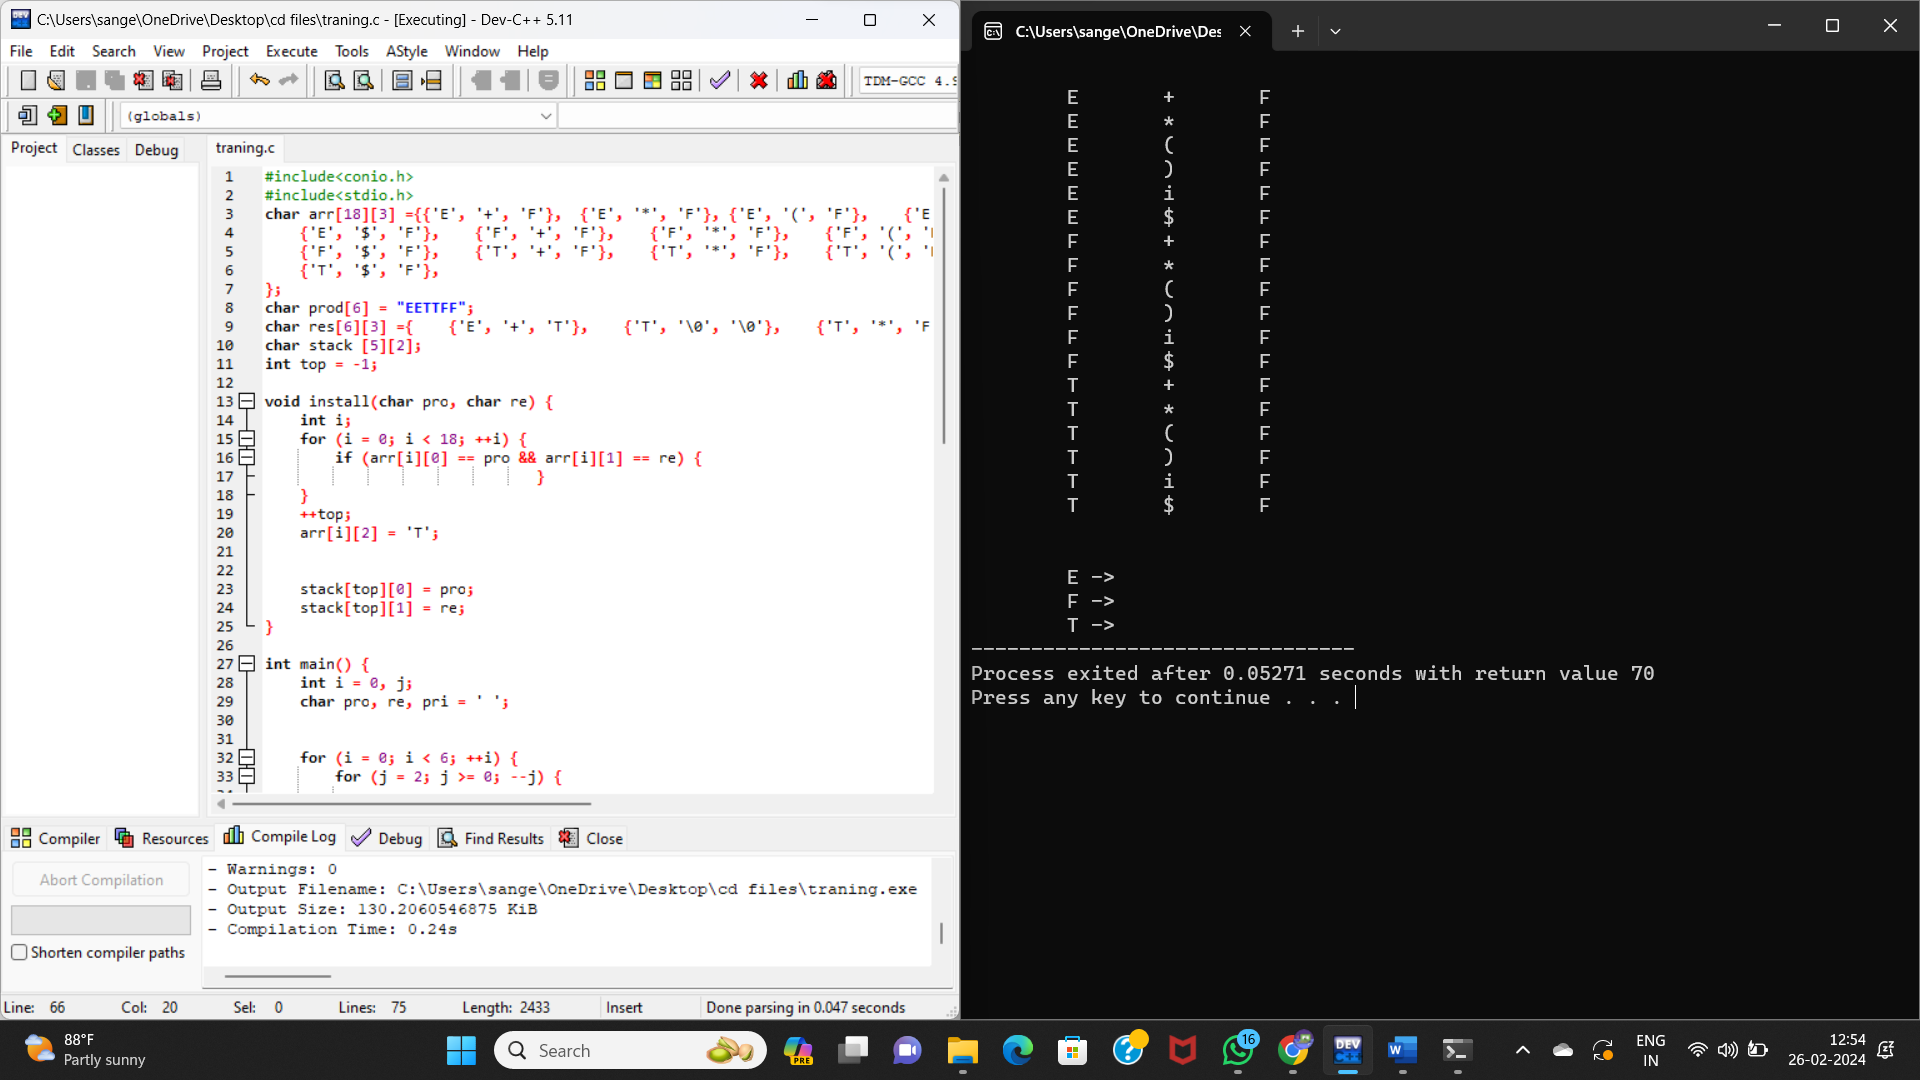 C:\Users\sange\OneDrive\Desktop\cd files\traning.c - [Executing] - Dev-C++ 5.11
File Edit Search View Project Execute Tools AStyle Window Help
TDM-GCC 4.9
(globals)
Project Classes Debug
traning.c
1 #include<conio.h>
2 #include<stdio.h>
3 char arr[18][3] ={{'E', '+', 'F'}, {'E', '*', 'F'}, {'E', '(', 'F'}, {'E
4 {'E', '$', 'F'}, {'F', '+', 'F'}, {'F', '*', 'F'}, {'F', '(', '
5 {'F', '$', 'F'}, {'T', '+', 'F'}, {'T', '*', 'F'}, {'T', '(', '
6 {'T', '$', 'F'},
7 };
8 char prod[6] = "EETTFF";
9 char res[6][3] ={ {'E', '+', 'T'}, {'T', '\0', '\0'}, {'T', '*', 'F
10 char stack [5][2];
11 int top = -1;
12
13 void install(char pro, char re) {
14 int i;
15 for (i = 0; i < 18; ++i) {
16 if (arr[i][0] == pro && arr[i][1] == re) {
17 }
18 }
19 ++top;
20 arr[i][2] = 'T';
21
22
23 stack[top][0] = pro;
24 stack[top][1] = re;
25 }
26
27 int main() {
28 int i = 0, j;
29 char pro, re, pri = ' ';
30
31
32 for (i = 0; i < 6; ++i) {
33 for (j = 2; j >= 0; --j) {
Compiler Resources Compile Log Debug Find Results Close
Abort Compilation
Shorten compiler paths
- Warnings: 0
- Output Filename: C:\Users\sange\OneDrive\Desktop\cd files\traning.exe
- Output Size: 130.2060546875 KiB
- Compilation Time: 0.24s
Line: 66 Col: 20 Sel: 0 Lines: 75 Length: 2433 Insert Done parsing in 0.047 seconds
C:\Users\sange\OneDrive\Des
E + F
E * F
E ( F
E ) F
E i F
E $ F
F + F
F * F
F ( F
F ) F
F i F
F $ F
T + F
T * F
T ( F
T ) F
T i F
T $ F
E ->
F ->
T ->
--------------------------------
Process exited after 0.05271 seconds with return value 70
Press any key to continue . . .
88°F
Partly sunny
Search
PRE
16
DEV
C++
ENG
IN
12:54
26-02-2024